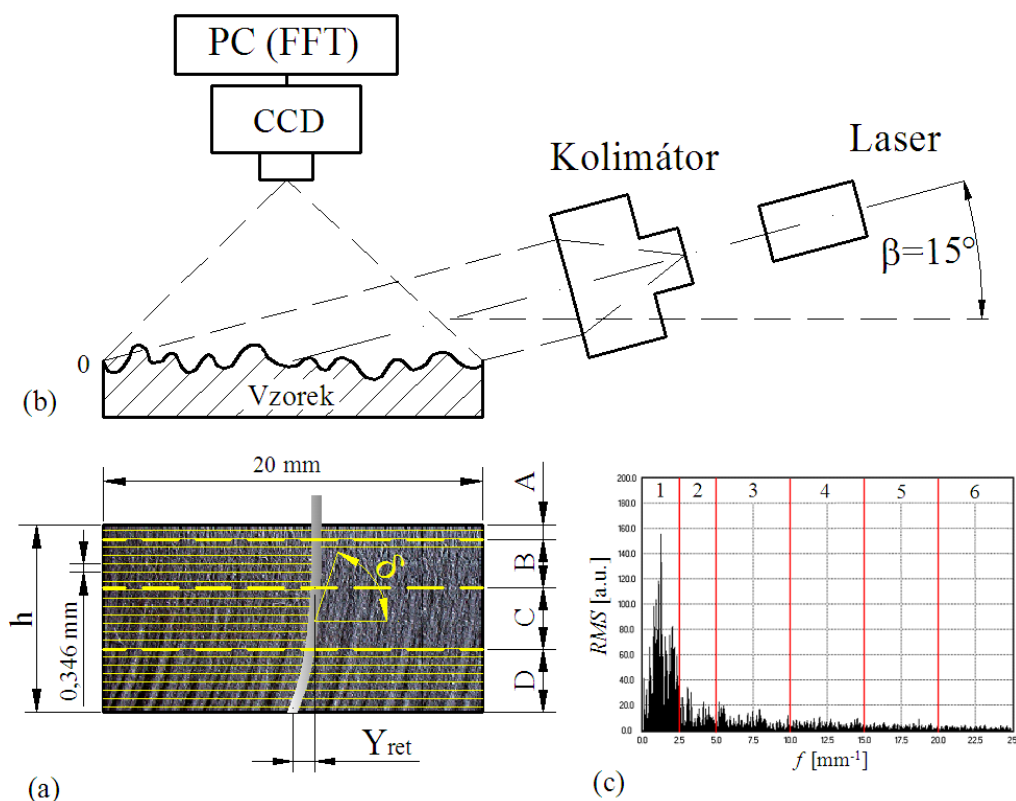 PC (FFT)
CCD
Kolimátor
Laser
β=15°
0
Vzorek
(b)
20 mm
A
B
C
D
h
0,346 mm
δ
Yret
(a)
200.0
180.0
160.0
140.0
120.0
100.0
80.0
60.0
40.0
20.0
0.0
RMS [a.u.]
1 2 3 4 5 6
0.0 2.5 5.0 7.5 10.0 12.5 15.0 17.5 20.0 22.5 25.0
f [mm-1]
(c)